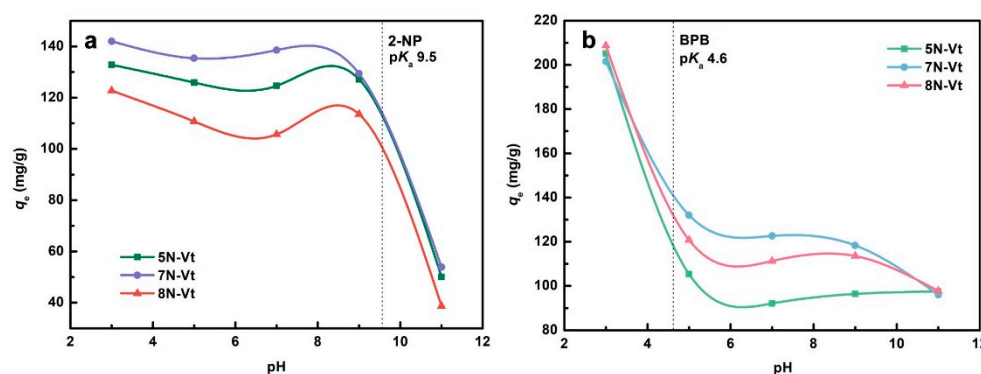 a
2-NP
pKa 9.5
5N-Vt
7N-Vt
8N-Vt
qe (mg/g)
140
120
100
80
60
40
2 4 6 8 10 12
pH
b
BPB
pKa 4.6
5N-Vt
7N-Vt
8N-Vt
qe (mg/g)
220
200
180
160
140
120
100
80
2 4 6 8 10 12
pH